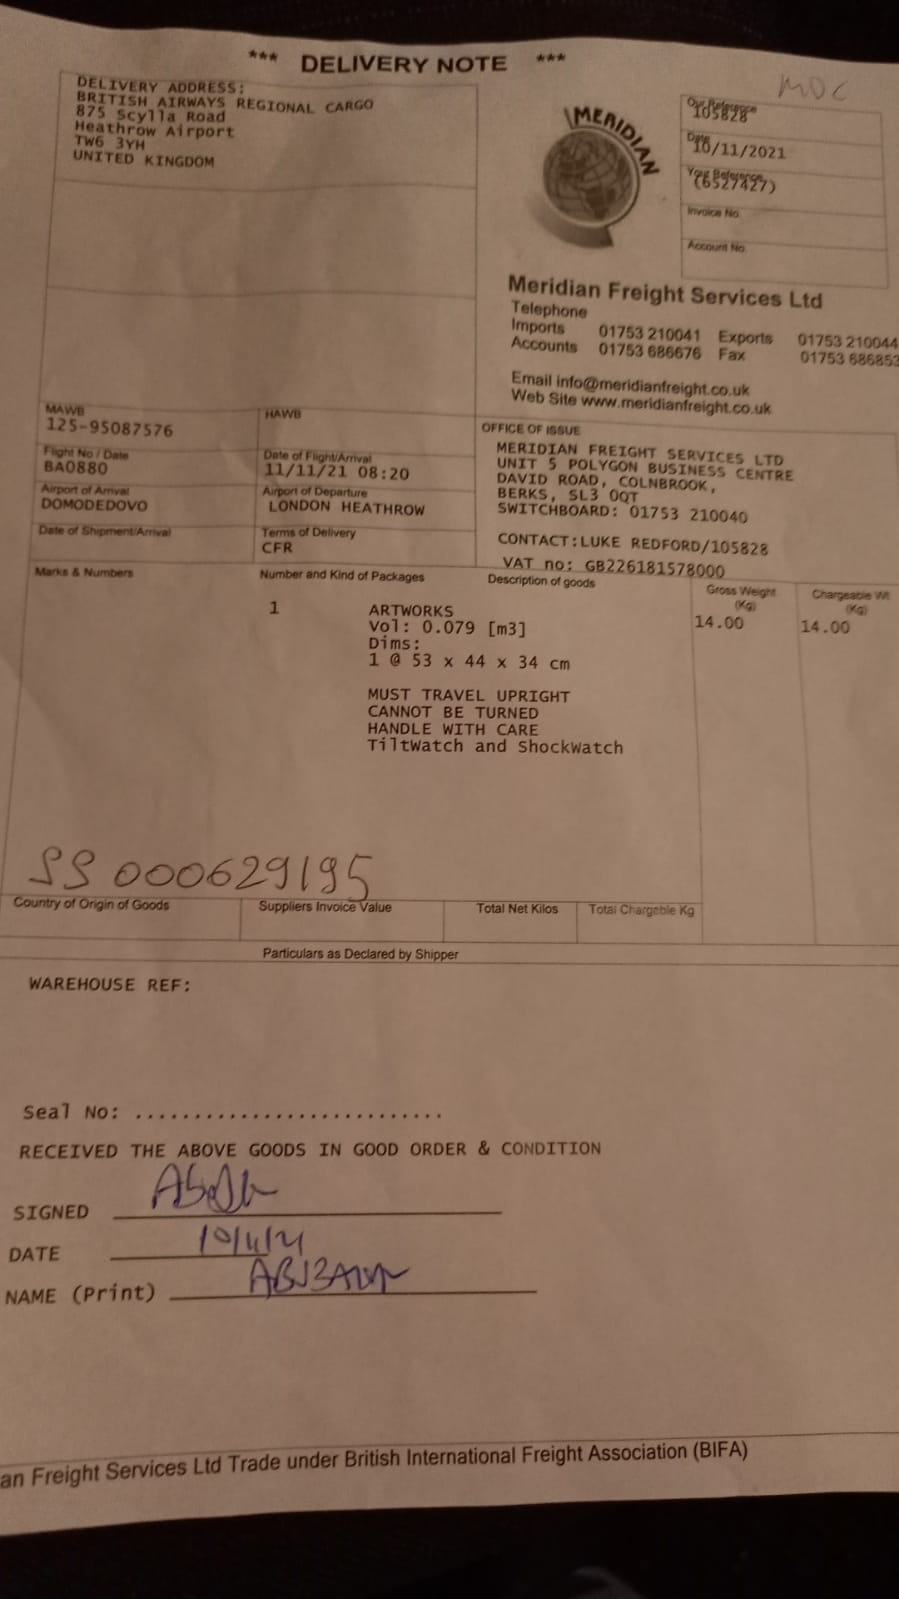 *** DELIVERY NOTE ***
MOC
DELIVERY ADDRESS:
BRITISH AIRWAYS REGIONAL CARGO
875 Scylla Road
Heathrow Airport
TW6 3YH
UNITED KINGDOM
MERIDIAN
Our Reference
105828
Date
10/11/2021
Your Reference
(6527427)
Invoice No.
Account No.
Meridian Freight Services Ltd
Telephone
Imports 01753 210041 Exports 01753 210044
Accounts 01753 686676 Fax 01753 686853
Email info@meridianfreight.co.uk
Web Site www.meridianfreight.co.uk
MAWB HAWB
125-95087576
Flight No / Date Date of Flight/Arrival
BA0880 11/11/21 08:20
Airport of Arrival Airport of Departure
DOMODEDOVO LONDON HEATHROW
Date of Shipment/Arrival Terms of Delivery
CFR
OFFICE OF ISSUE
MERIDIAN FREIGHT SERVICES LTD
UNIT 5 POLYGON BUSINESS CENTRE
DAVID ROAD, COLNBROOK,
BERKS, SL3 0QT
SWITCHBOARD: 01753 210040
CONTACT:LUKE REDFORD/105828
VAT no: GB226181578000
Marks & Numbers Number and Kind of Packages Description of goods Gross Weight (Kg) Chargeable Wt (Kg)
1 ARTWORKS 14.00 14.00
Vol: 0.079 [m3]
Dims:
1 @ 53 x 44 x 34 cm
MUST TRAVEL UPRIGHT
CANNOT BE TURNED
HANDLE WITH CARE
TiltWatch and ShockWatch
SS 000629195
Country of Origin of Goods Suppliers Invoice Value Total Net Kilos Total Chargeble Kg
Particulars as Declared by Shipper
WAREHOUSE REF:
Seal No: ..........................
RECEIVED THE ABOVE GOODS IN GOOD ORDER & CONDITION
SIGNED
DATE 10/11/21
NAME (Print)
an Freight Services Ltd Trade under British International Freight Association (BIFA)